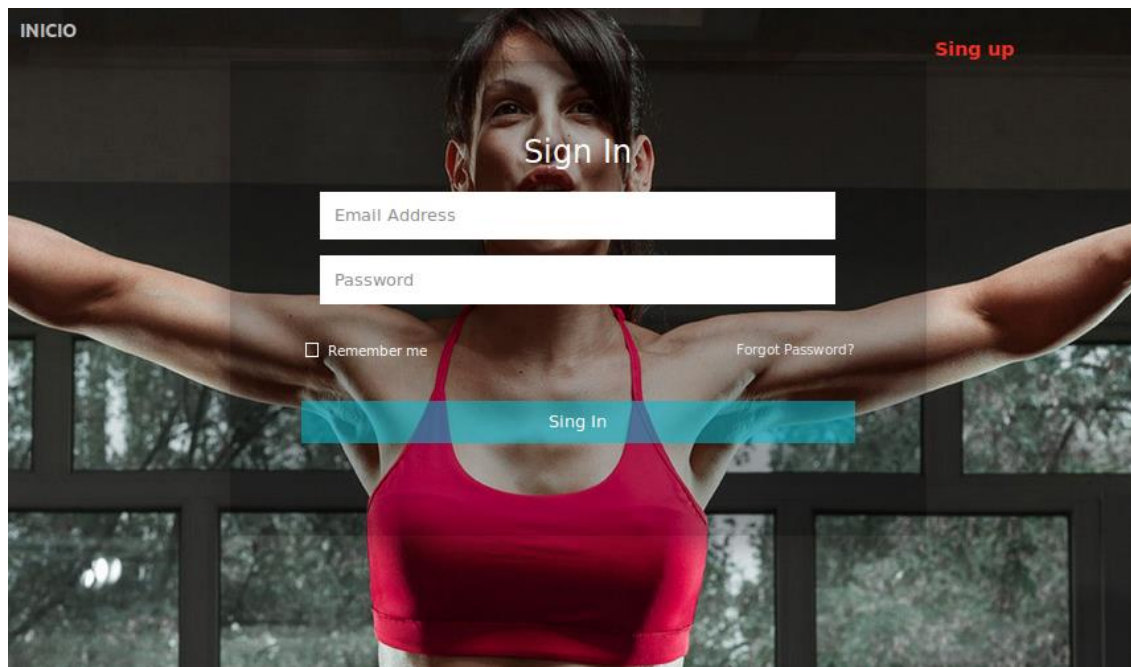 INICIO
Sing up
Sign In
Email Address
Password
Remember me
Forgot Password?
Sing In